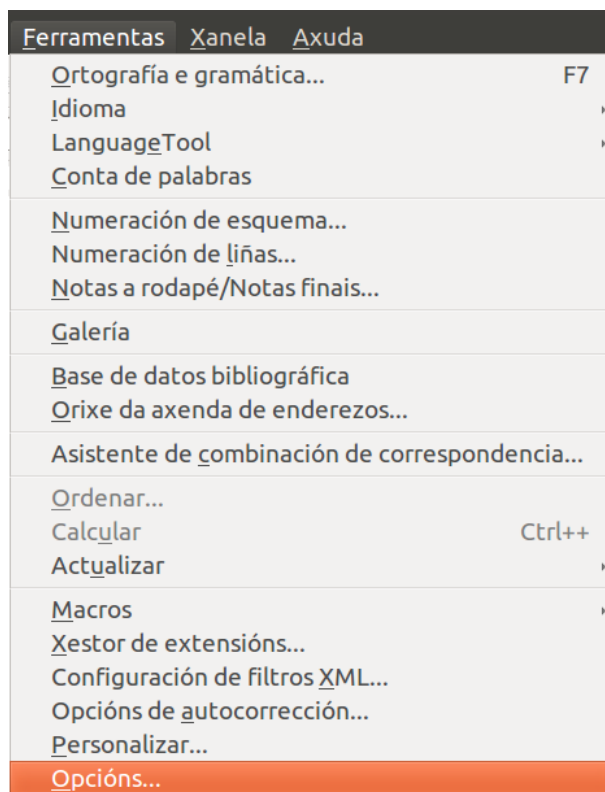 Ferramentas Xanela Axuda
Ortografía e gramática... F7
Idioma
LanguageTool
Conta de palabras
Numeración de esquema...
Numeración de liñas...
Notas a rodapé/Notas finais...
Galería
Base de datos bibliográfica
Orixe da axenda de enderezos...
Asistente de combinación de correspondencia...
Ordenar...
Calcular Ctrl++
Actualizar
Macros
Xestor de extensións...
Configuración de filtros XML...
Opcións de autocorrección...
Personalizar...
Opcións...